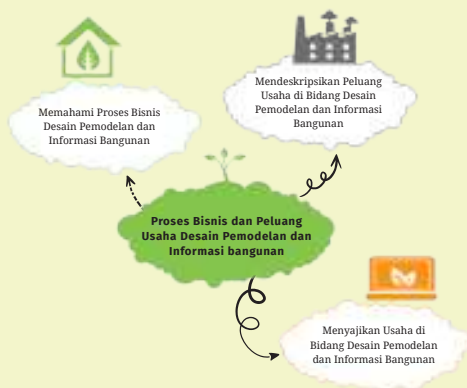 Memahami Proses Bisnis
Desain Pemodelan dan
Informasi Bangunan
Mendeskripsikan Peluang
Usaha di Bidang Desain
Pemodelan dan Informasi
Bangunan
Proses Bisnis dan Peluang
Usaha Desain Pemodelan dan
Informasi bangunan
Menyajikan Usaha di
Bidang Desain Pemodelan
dan Informasi Bangunan